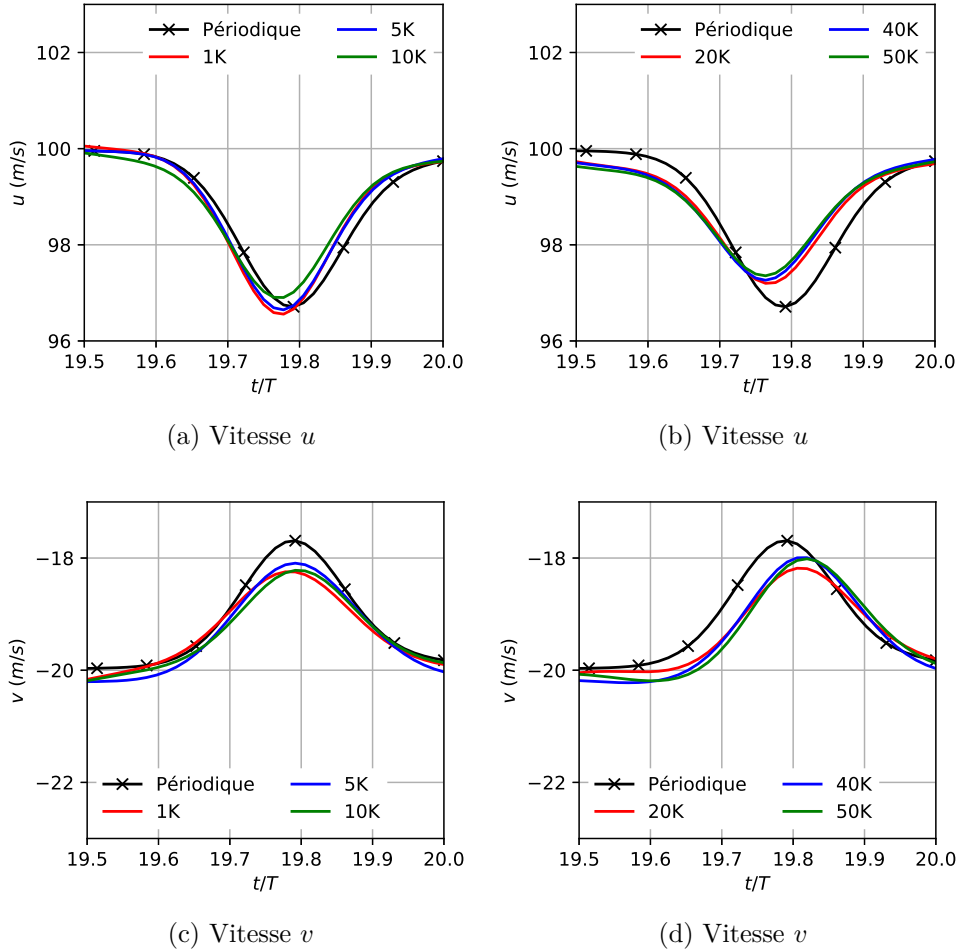 Périodique 5K
1K 10K
102
100
98
96
u (m/s)
19.5 19.6 19.7 19.8 19.9 20.0
t/T
(a) Vitesse u
Périodique 40K
20K 50K
102
100
98
96
u (m/s)
19.5 19.6 19.7 19.8 19.9 20.0
t/T
(b) Vitesse u
−18
−20
−22
v (m/s)
Périodique 5K
1K 10K
19.5 19.6 19.7 19.8 19.9 20.0
t/T
(c) Vitesse v
−18
−20
−22
v (m/s)
Périodique 40K
20K 50K
19.5 19.6 19.7 19.8 19.9 20.0
t/T
(d) Vitesse v